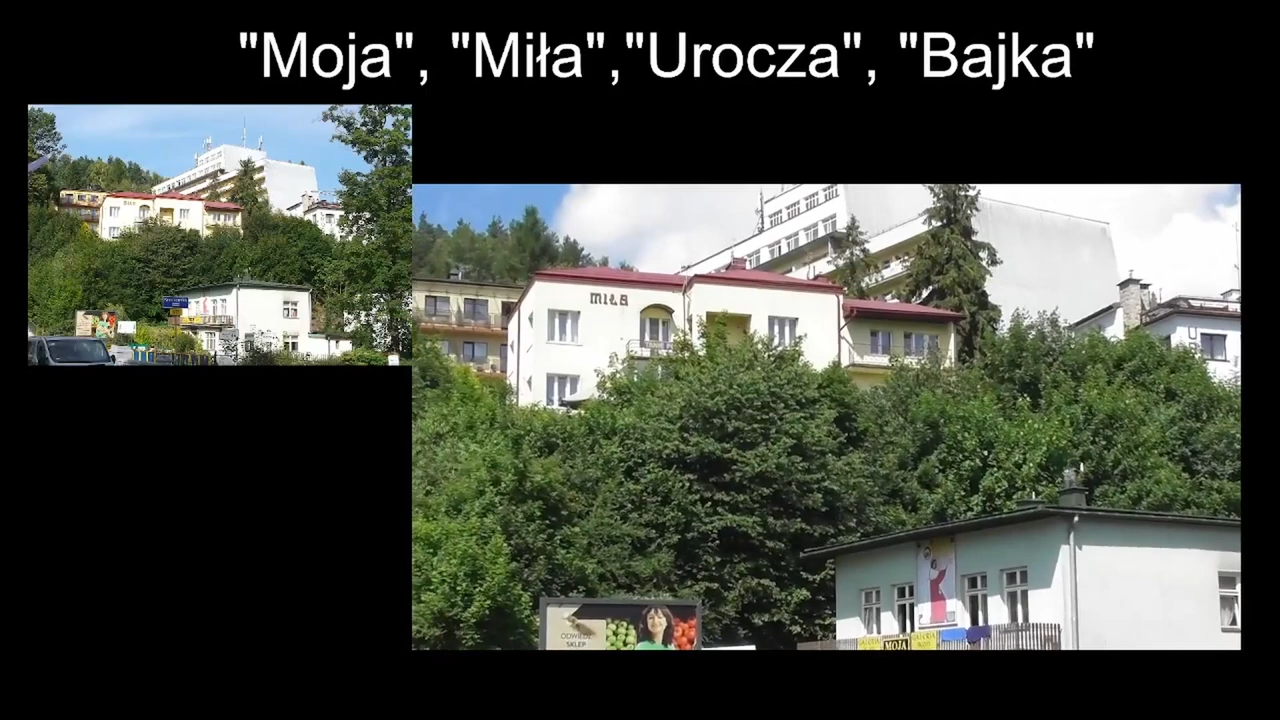 "Moja", "Miła","Urocza", "Bajka"
MIŁA
ODWIEDŹ
SKLEP
MOJA